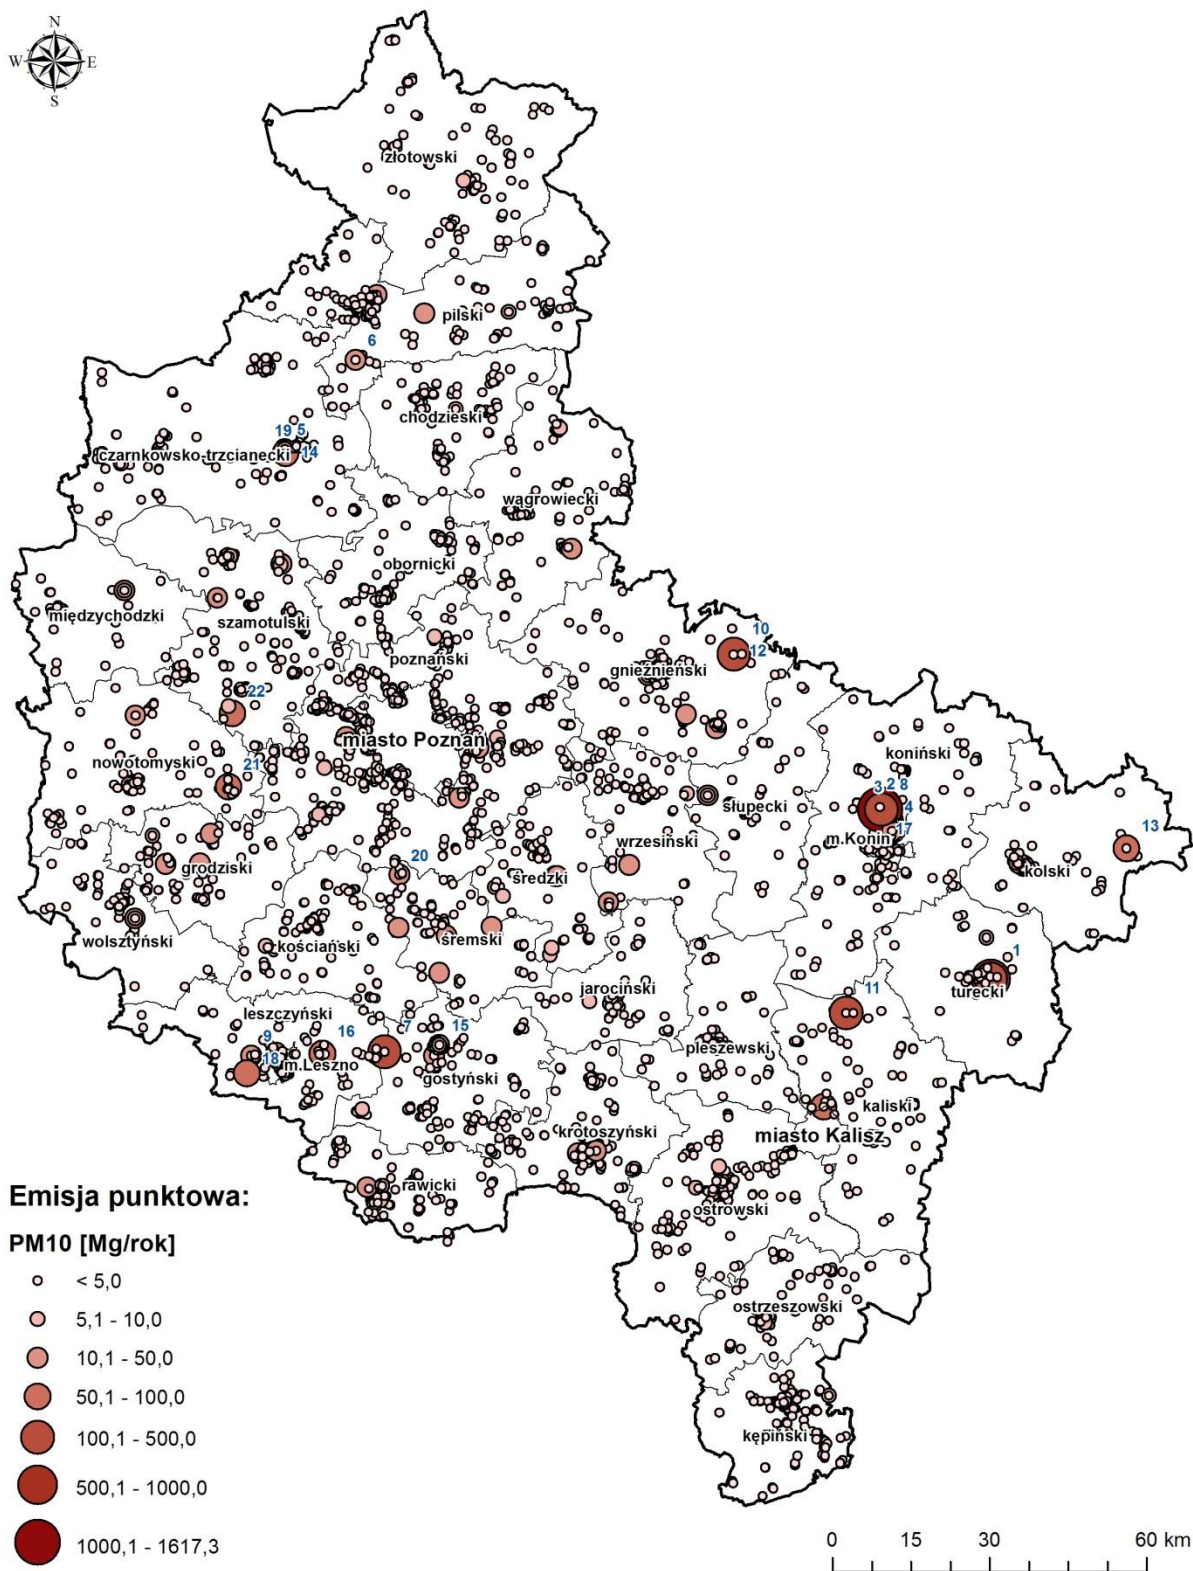 N
W E
S
złotowski
pilski
6
chodzieski
19 5
czarnkowsko-trzcianecki 14
wągrowiecki
obornicki
międzychodzki
szamotulski
10
poznański
12
gnieźnieński
22
miasto Poznań
koniński
nowotomyski
21
3 2 8
słupecki
4
17
13
wrzesiński
m.Konin
grodziski
20
kolski
średzki
wolsztyński
kościański
śremski
1
jarociński
turecki
11
leszczyński
16 7 15
9
18
m.Leszno
pleszewski
gostyński
kaliski
krotoszyński
miasto Kalisz
rawicki
ostrowski
Emisja punktowa:
PM10 [Mg/rok]
< 5,0
ostrzeszowski
5,1 - 10,0
10,1 - 50,0
50,1 - 100,0
kępiński
100,1 - 500,0
500,1 - 1000,0
1000,1 - 1617,3
0 15 30 60 km